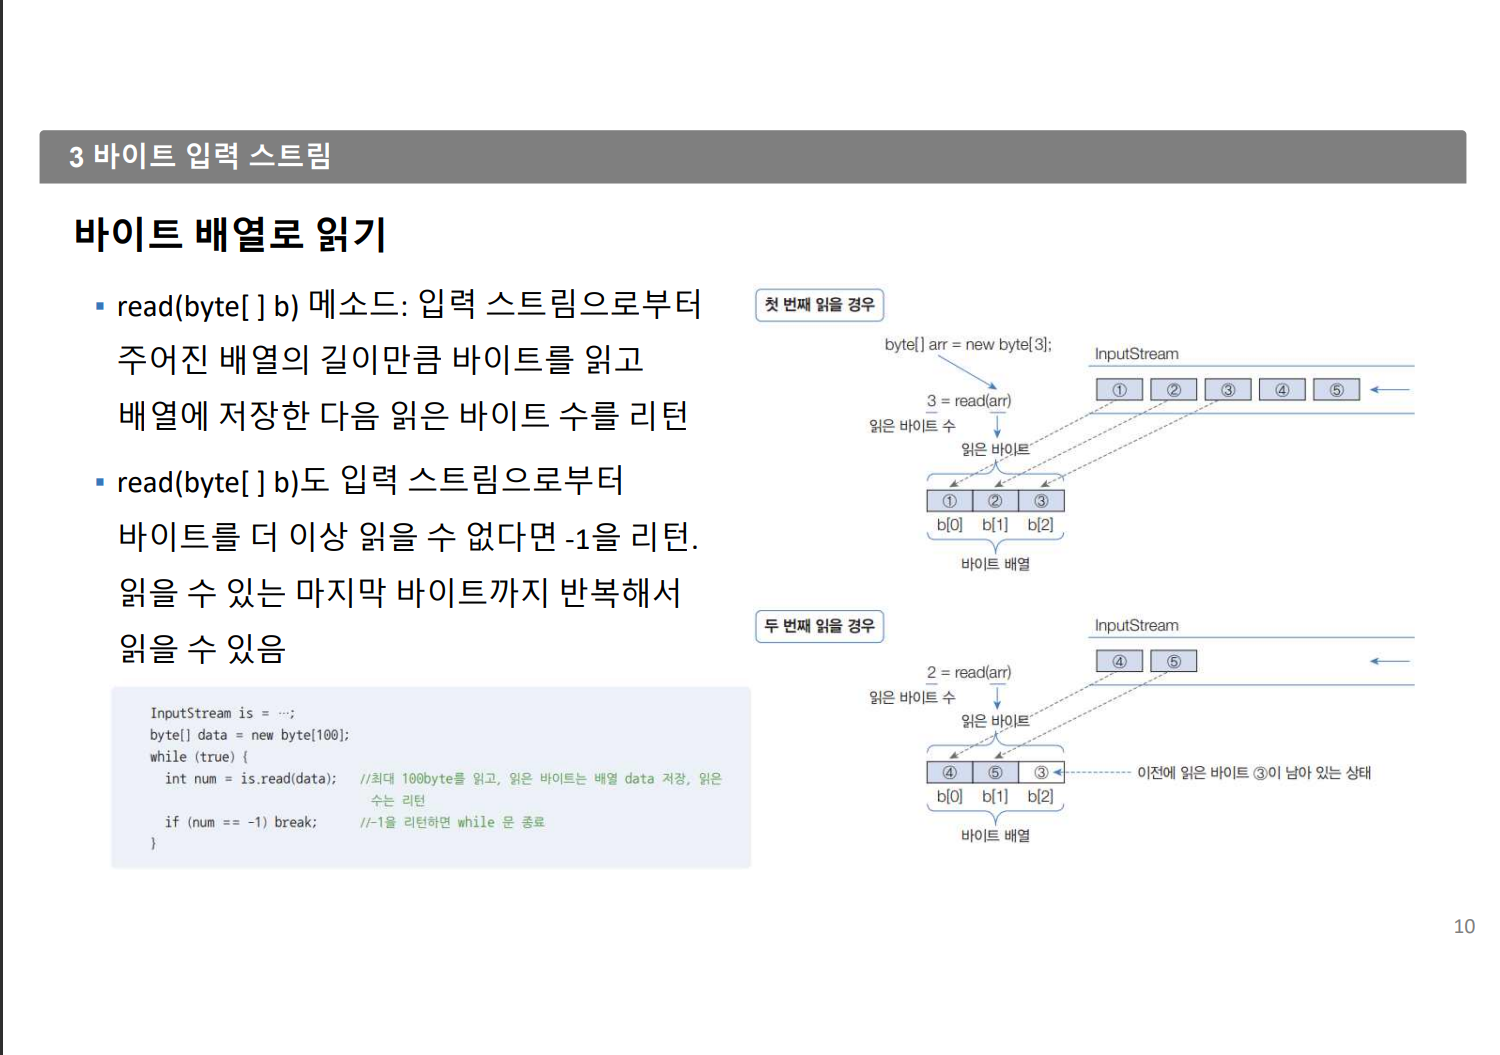 3 바이트 입력 스트림
바이트 배열로 읽기
▪ read(byte[ ] b) 메소드: 입력 스트림으로부터
주어진 배열의 길이만큼 바이트를 읽고
배열에 저장한 다음 읽은 바이트 수를 리턴
▪ read(byte[ ] b)도 입력 스트림으로부터
바이트를 더 이상 읽을 수 없다면 -1을 리턴.
읽을 수 있는 마지막 바이트까지 반복해서
읽을 수 있음
InputStream is = …;
byte[] data = new byte[100];
while (true) {
int num = is.read(data); //최대 100byte를 읽고, 읽은 바이트는 배열 data 저장, 읽은
수는 리턴
if (num == -1) break; //-1을 리턴하면 while 문 종료
}
첫 번째 읽을 경우
byte[] arr = new byte[3];
InputStream
① ② ③ ④ ⑤
3 = read(arr)
읽은 바이트 수
읽은 바이트
① ② ③
b[0] b[1] b[2]
바이트 배열
두 번째 읽을 경우
InputStream
④ ⑤
2 = read(arr)
읽은 바이트 수
읽은 바이트
④ ⑤ ③ 이전에 읽은 바이트 ③이 남아 있는 상태
b[0] b[1] b[2]
바이트 배열
10